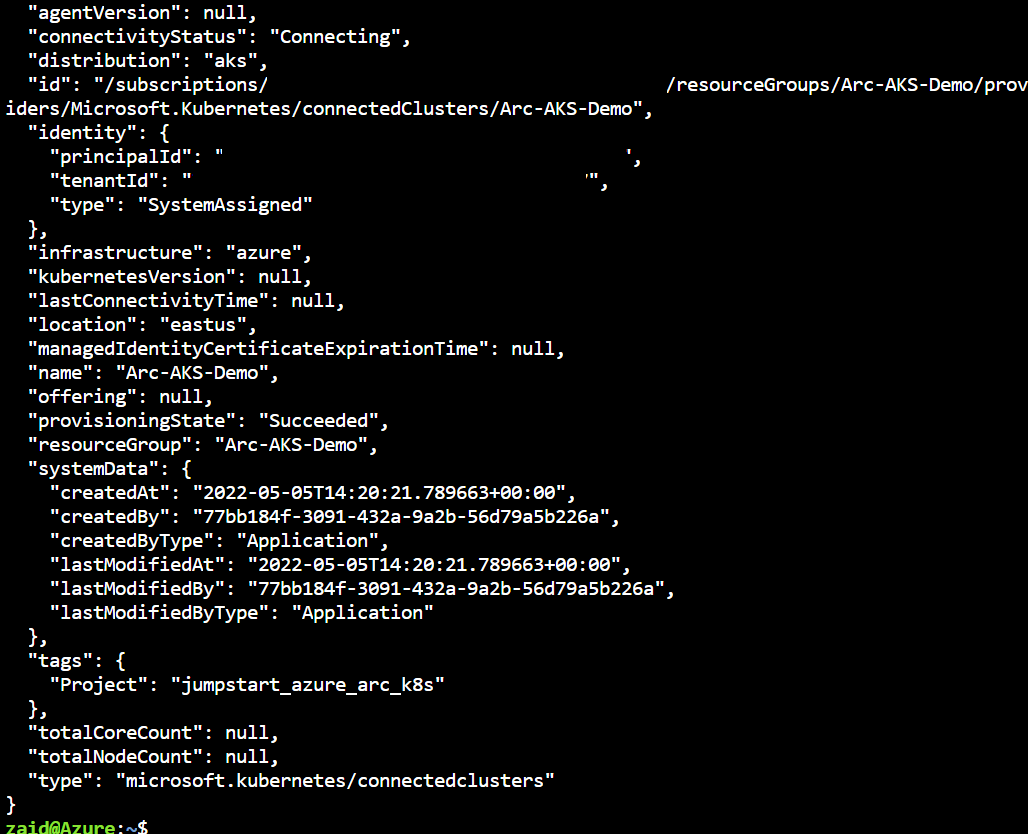 "agentVersion": null,
"connectivityStatus": "Connecting",
"distribution": "aks",
"id": "/subscriptions/ /resourceGroups/Arc-AKS-Demo/prov
iders/Microsoft.Kubernetes/connectedClusters/Arc-AKS-Demo",
"identity": {
"principalId": " ',
"tenantId": " '",
"type": "SystemAssigned"
},
"infrastructure": "azure",
"kubernetesVersion": null,
"lastConnectivityTime": null,
"location": "eastus",
"managedIdentityCertificateExpirationTime": null,
"name": "Arc-AKS-Demo",
"offering": null,
"provisioningState": "Succeeded",
"resourceGroup": "Arc-AKS-Demo",
"systemData": {
"createdAt": "2022-05-05T14:20:21.789663+00:00",
"createdBy": "77bb184f-3091-432a-9a2b-56d79a5b226a",
"createdByType": "Application",
"lastModifiedAt": "2022-05-05T14:20:21.789663+00:00",
"lastModifiedBy": "77bb184f-3091-432a-9a2b-56d79a5b226a",
"lastModifiedByType": "Application"
},
"tags": {
"Project": "jumpstart_azure_arc_k8s"
},
"totalCoreCount": null,
"totalNodeCount": null,
"type": "microsoft.kubernetes/connectedclusters"
}
zaid@Azure:~$